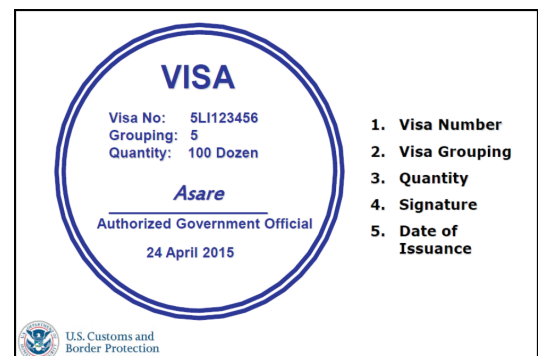 VISA
Visa No: 5LI123456
Grouping: 5
Quantity: 100 Dozen
Asare
Authorized Government Official
24 April 2015
1. Visa Number
2. Visa Grouping
3. Quantity
4. Signature
5. Date of
Issuance
U.S. Customs and
Border Protection